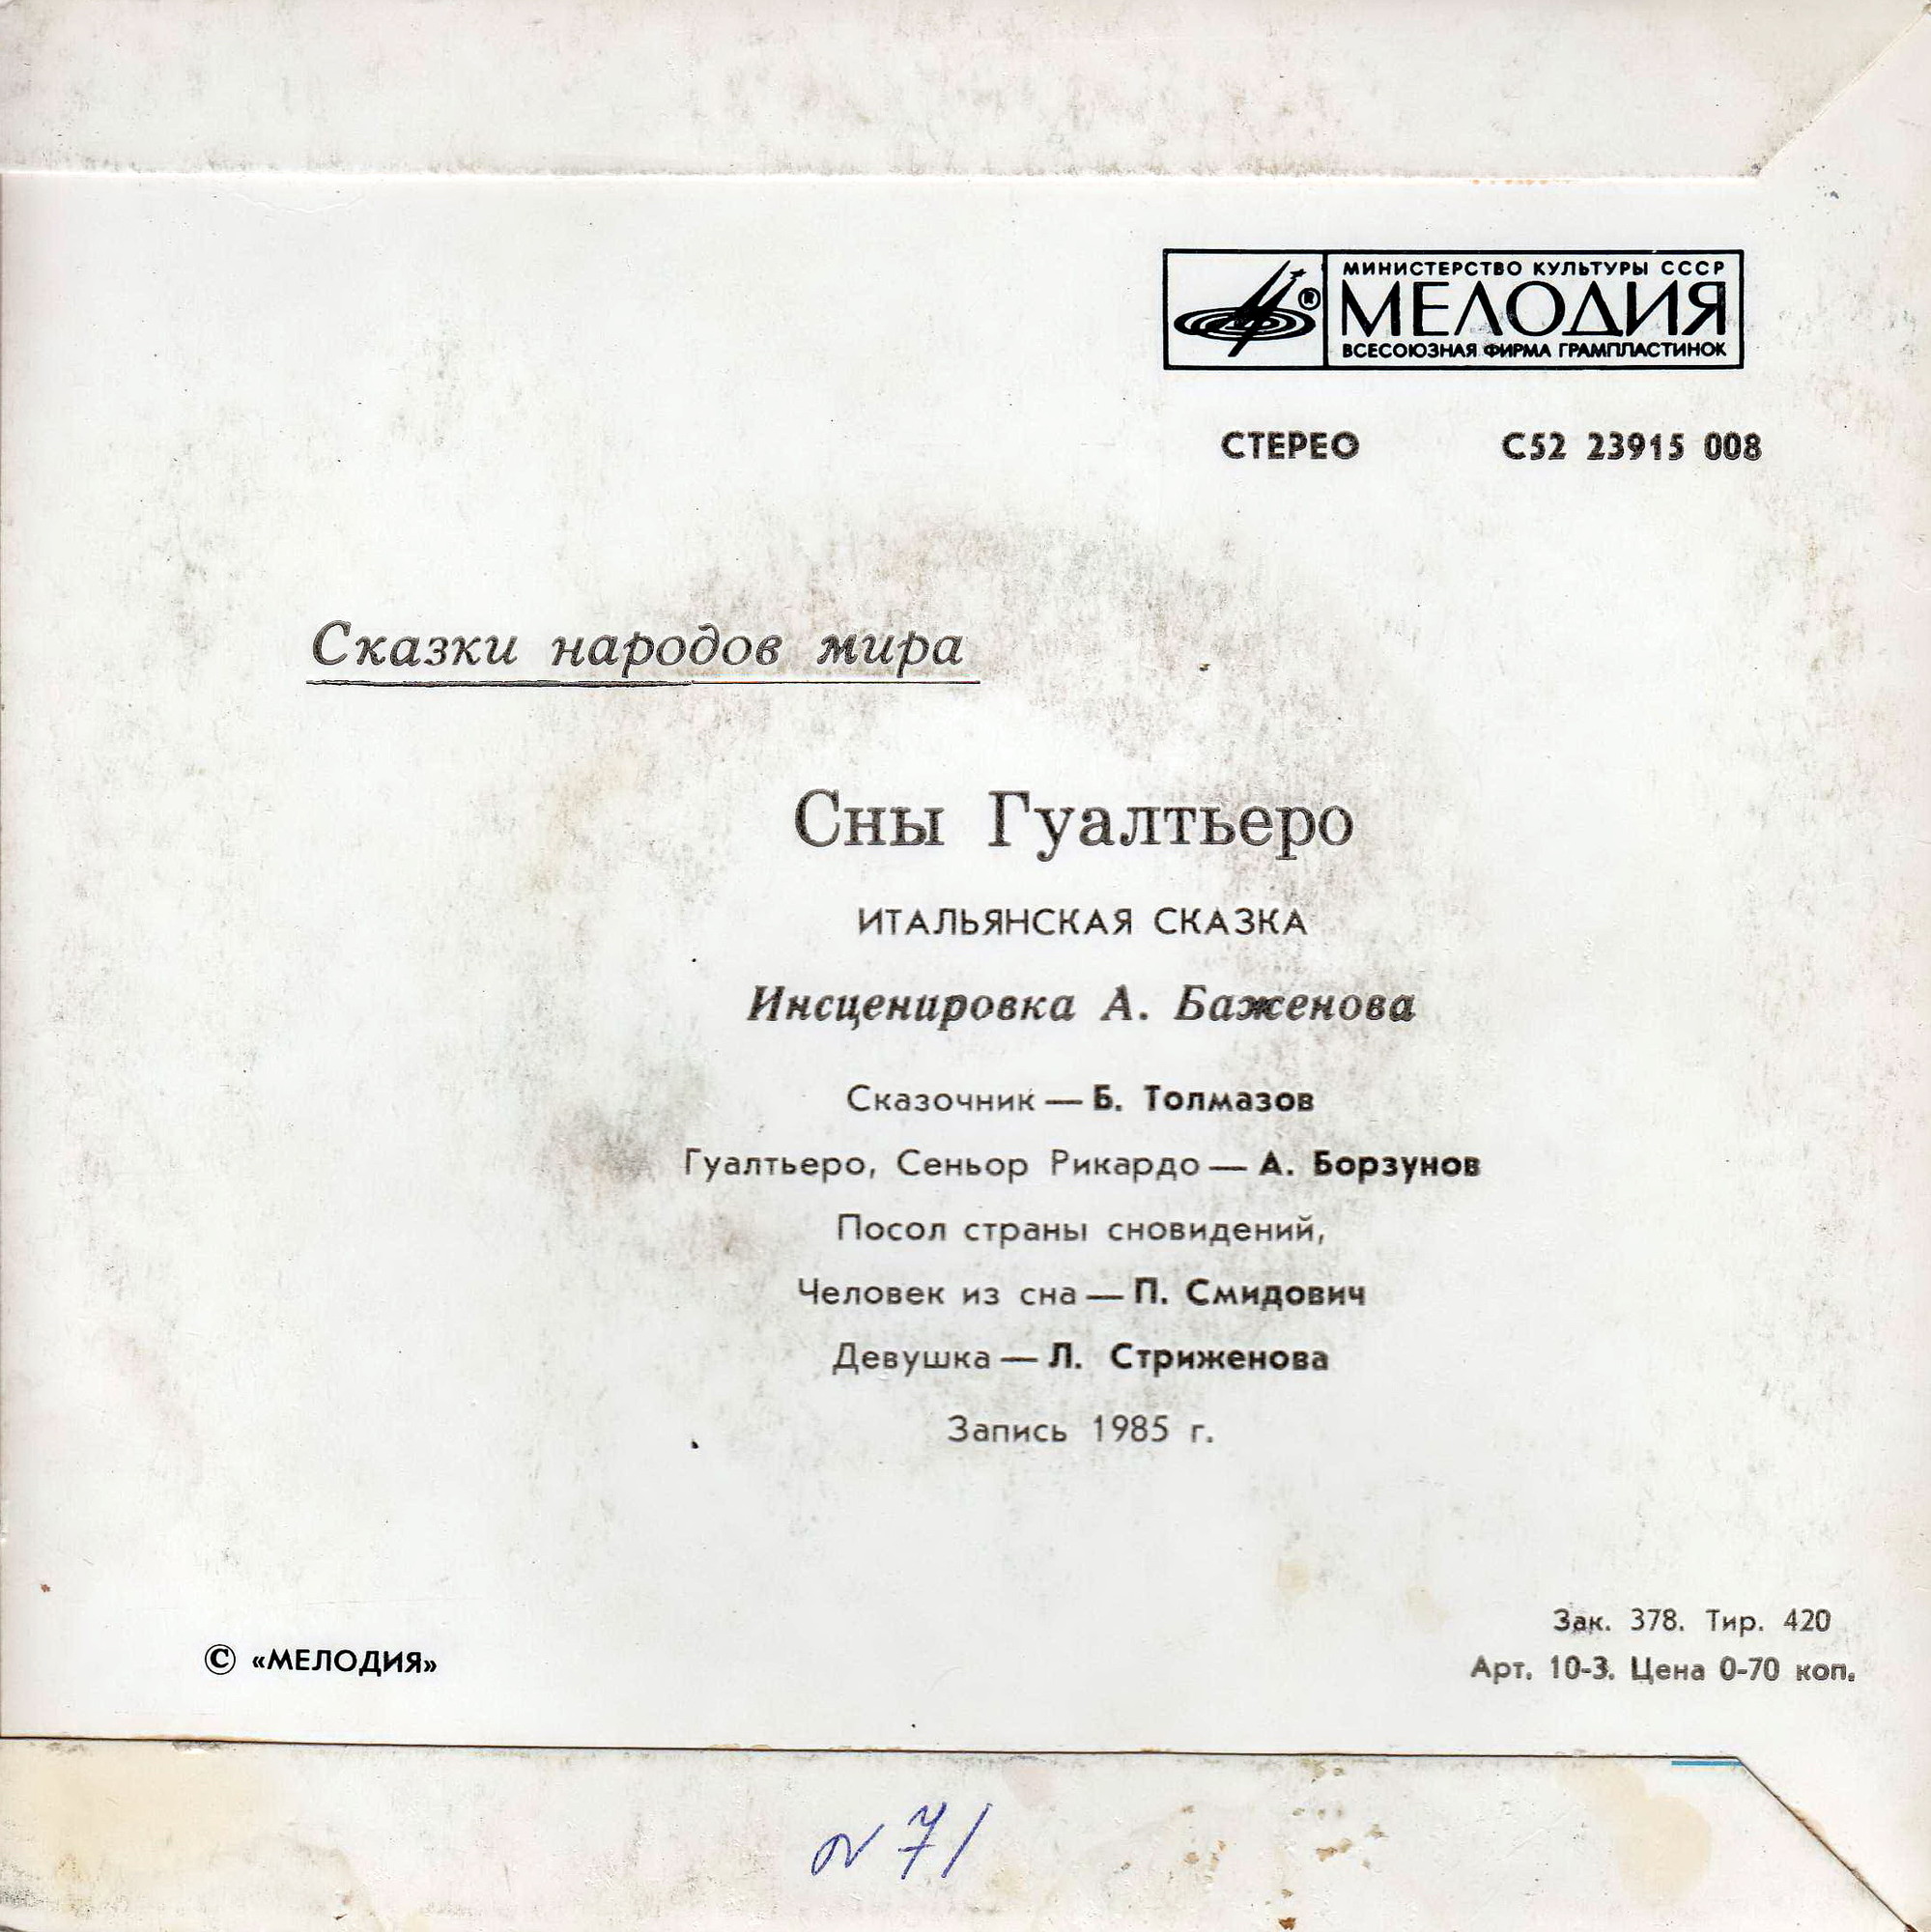 МИНИСТЕРСТВО КУЛЬТУРЫ СССР
® МЕЛОДИЯ
ВСЕСОЮЗНАЯ ФИРМА ГРАМПЛАСТИНОК
СТЕРЕО С52 23915 008
Сказки народов мира
Сны Гуалтьеро
ИТАЛЬЯНСКАЯ СКАЗКА
Инсценировка А. Баженова
Сказочник — Б. Толмазов
Гуалтьеро, Сеньор Рикардо — А. Борзунов
Посол страны сновидений,
Человек из сна — П. Смидович
Девушка — Л. Стриженова
Запись 1985 г.
Зак. 378. Тир. 420
© «МЕЛОДИЯ»
Арт. 10-3. Цена 0-70 коп.
N 71